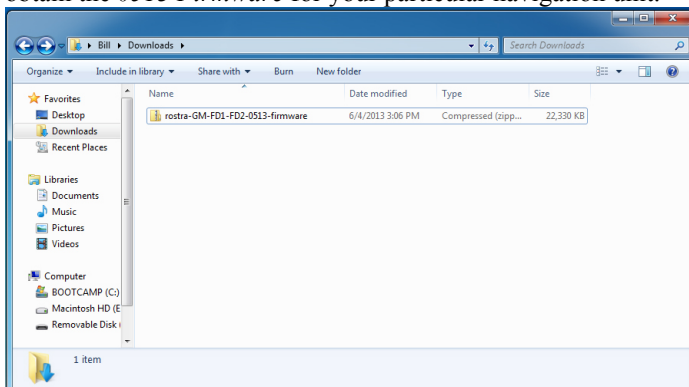 obtain the 0513 Firmware for your particular navigation unit.
Bill ▸ Downloads ▸
Search Downloads
Organize ▾ Include in library ▾ Share with ▾ Burn New folder
Favorites
Desktop
Downloads
Recent Places
Libraries
Documents
Music
Pictures
Videos
Computer
BOOTCAMP (C:)
Macintosh HD (E
Removable Disk
Name Date modified Type Size
rostra-GM-FD1-FD2-0513-firmware 6/4/2013 3:06 PM Compressed (zipp... 22,330 KB
1 item